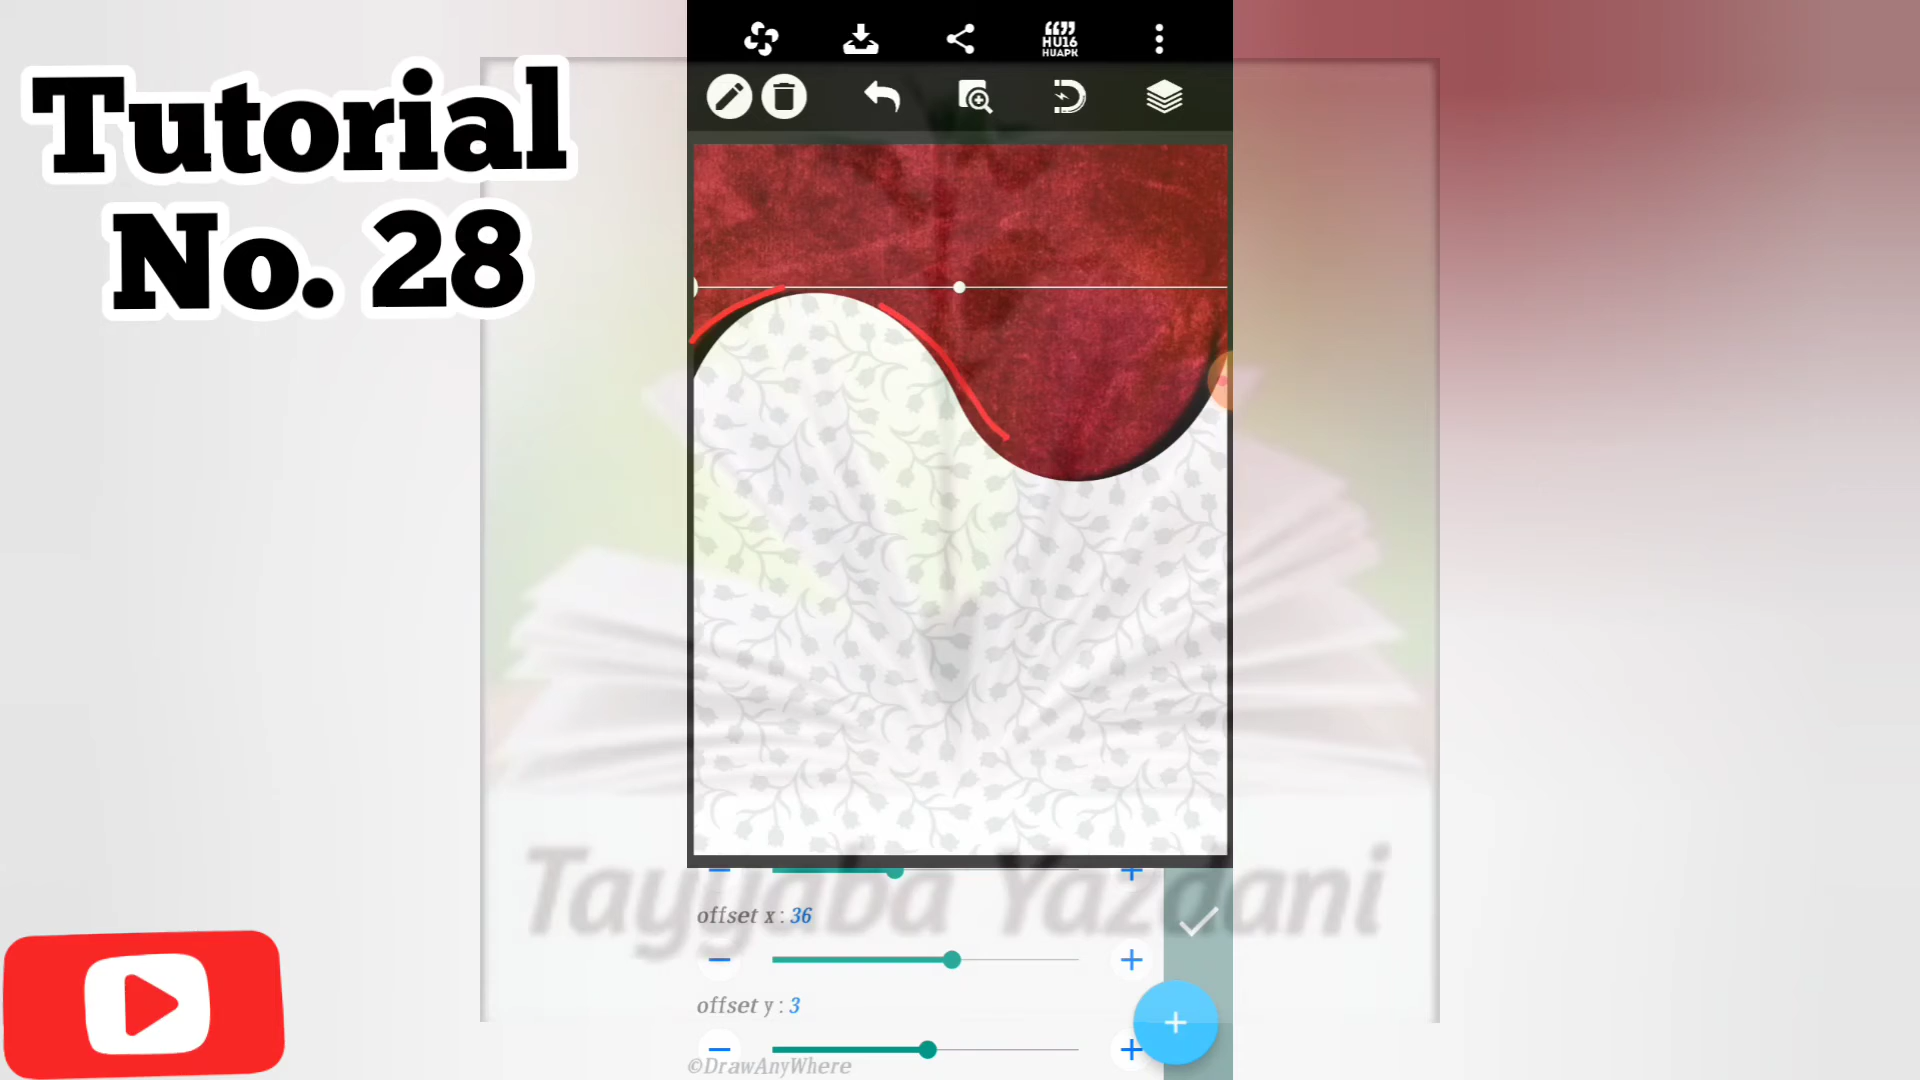 Tutorial
No. 28
HU16
HUAPK
Tayyaba Yazdani
offset x : 36
offset y : 3
©DrawAnyWhere